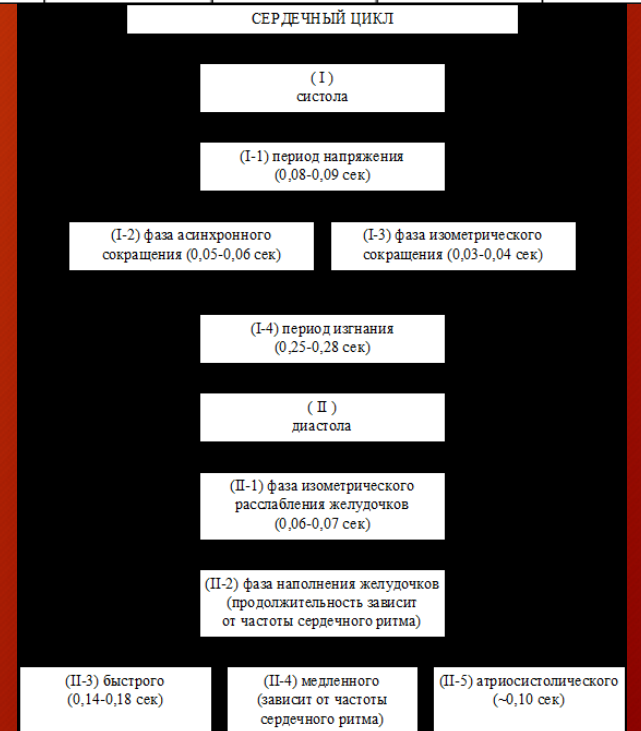 СЕРДЕЧНЫЙ ЦИКЛ
( I )
систола
(I-1) период напряжения
(0,08-0,09 сек)
(I-2) фаза асинхронного
сокращения (0,05-0,06 сек)
(I-3) фаза изометрического
сокращения (0,03-0,04 сек)
(I-4) период изгнания
(0,25-0,28 сек)
( II )
диастола
(II-1) фаза изометрического
расслабления желудочков
(0,06-0,07 сек)
(II-2) фаза наполнения желудочков
(продолжительность зависит
от частоты сердечного ритма)
(II-3) быстрого
(0,14-0,18 сек)
(II-4) медленного
(зависит от частоты
сердечного ритма)
(II-5) атриосистолического
(~0,10 сек)